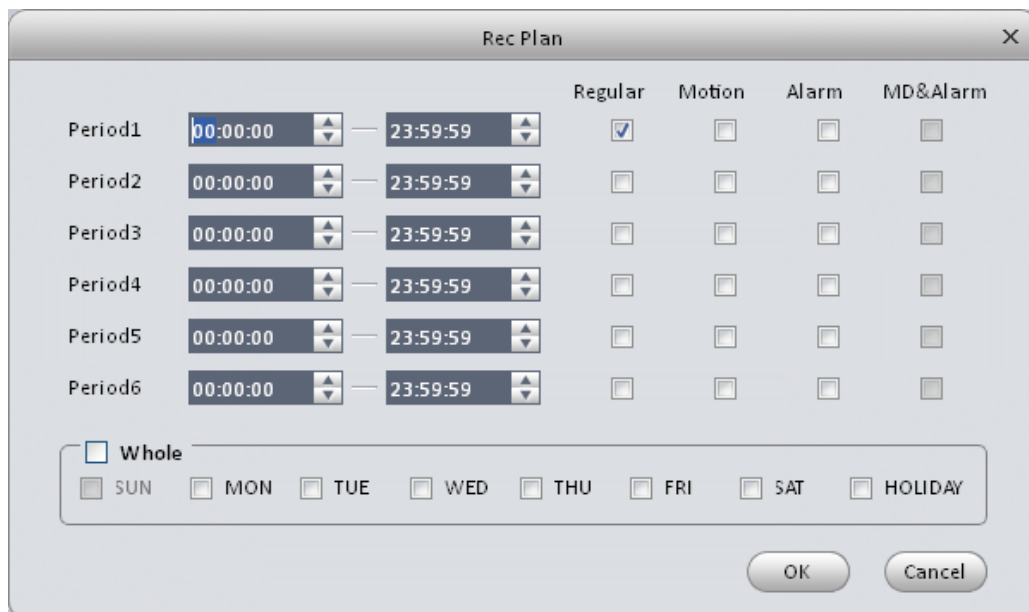 Rec Plan
Regular Motion Alarm MD&Alarm
Period1 00:00:00 23:59:59
Period2 00:00:00 23:59:59
Period3 00:00:00 23:59:59
Period4 00:00:00 23:59:59
Period5 00:00:00 23:59:59
Period6 00:00:00 23:59:59
Whole
SUN MON TUE WED THU FRI SAT HOLIDAY
OK Cancel